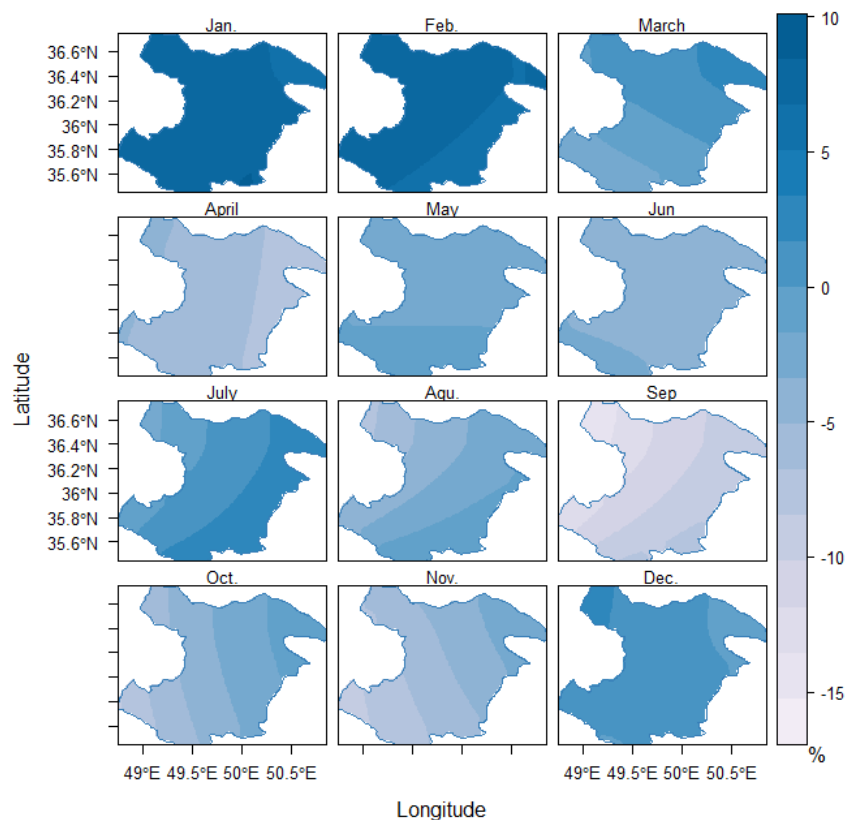 Jan. Feb. March
36.6°N
36.4°N
36.2°N
36°N
35.8°N
35.6°N
April May Jun
July Agu. Sep
36.6°N
36.4°N
36.2°N
36°N
35.8°N
35.6°N
Oct. Nov. Dec.
49°E 49.5°E 50°E 50.5°E
49°E 49.5°E 50°E 50.5°E
Latitude
Longitude
10
5
0
-5
-10
-15
%